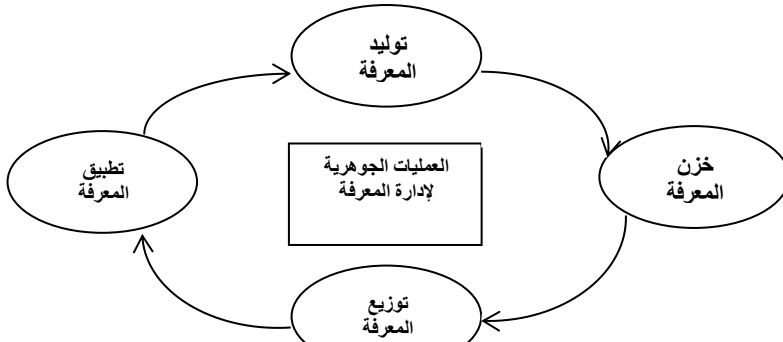 توليد
المعرفة
خزن
المعرفة
العمليات الجوهرية
لإدارة المعرفة
تطبيق
المعرفة
توزيع
المعرفة